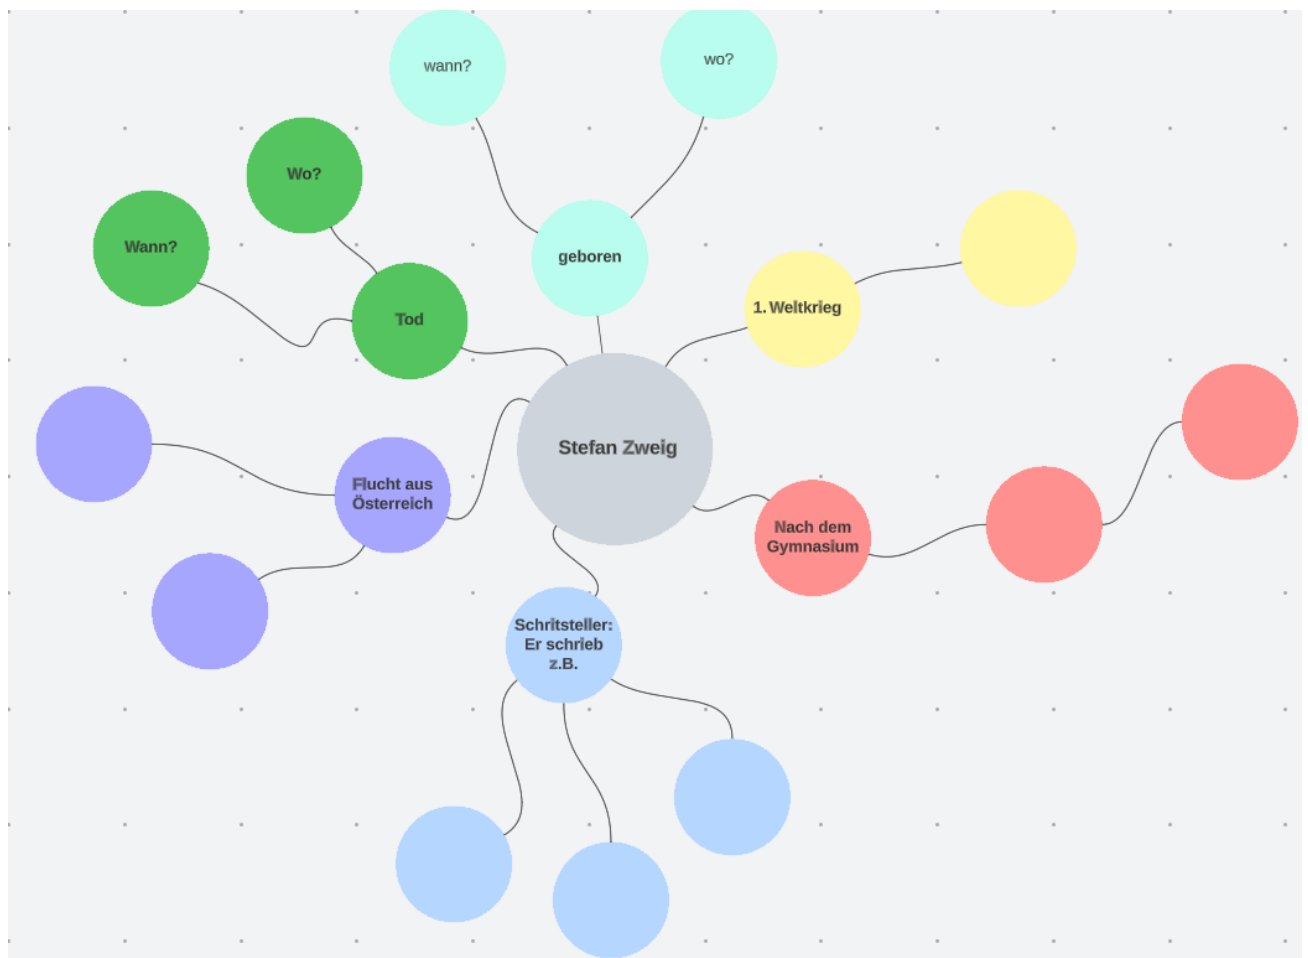 wann?
wo?
Wo?
Wann?
geboren
1. Weltkrieg
Tod
Stefan Zweig
Flucht aus
Österreich
Nach dem
Gymnasium
Schritsteller:
Er schrieb
z.B.